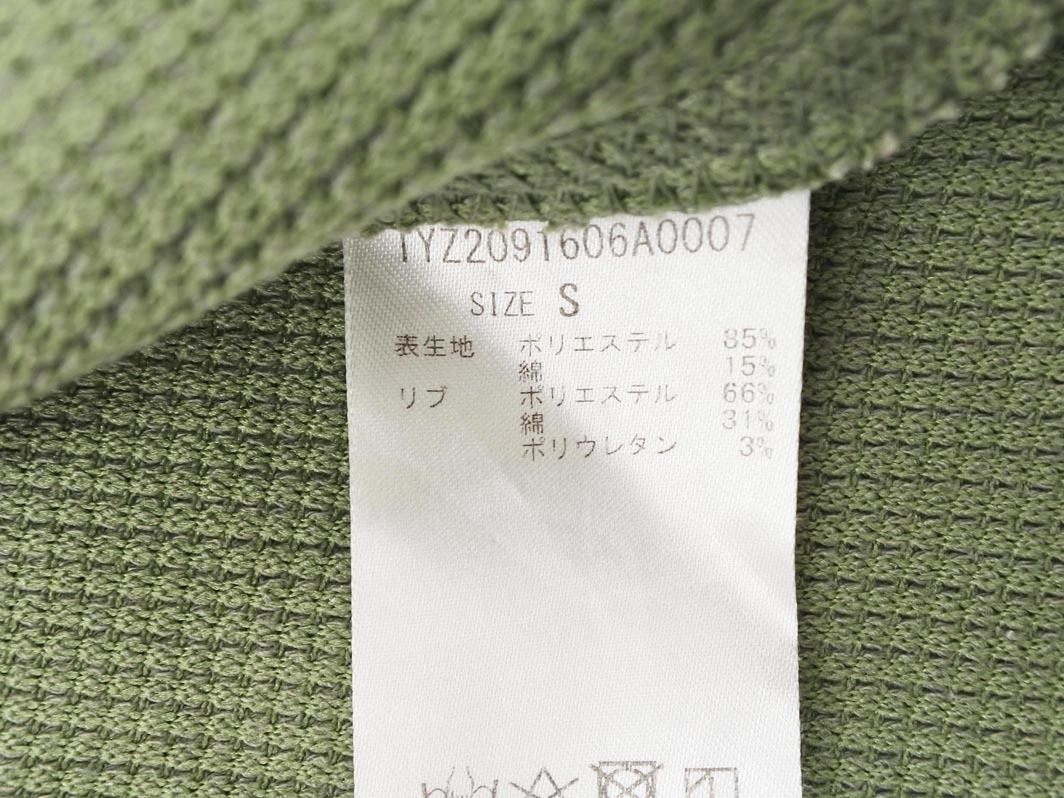 1YZ2091606A0007
SIZE S
表生地 ポリエステル 85%
綿 15%
リブ ポリエステル 66%
綿 31%
ポリウレタン 3%